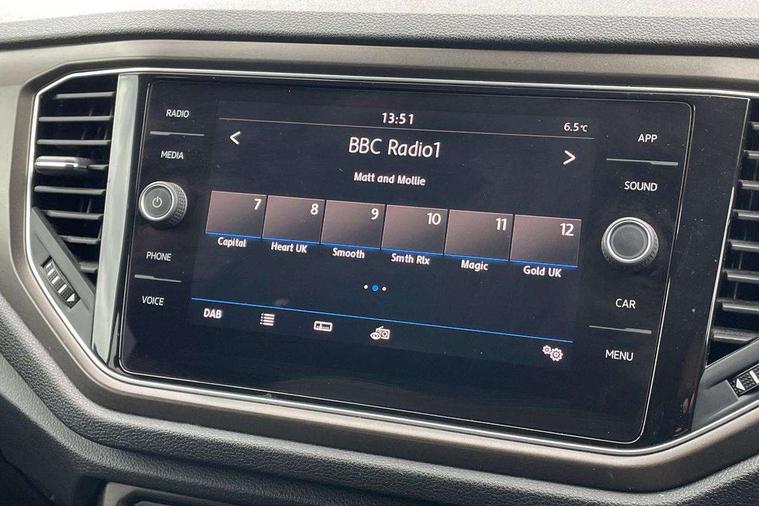 RADIO
MEDIA
PHONE
VOICE
13:51
6.5°C
BBC Radio1
Matt and Mollie
7 8 9 10 11 12
Capital Heart UK Smooth Smth Rlx Magic Gold UK
DAB
APP
SOUND
CAR
MENU